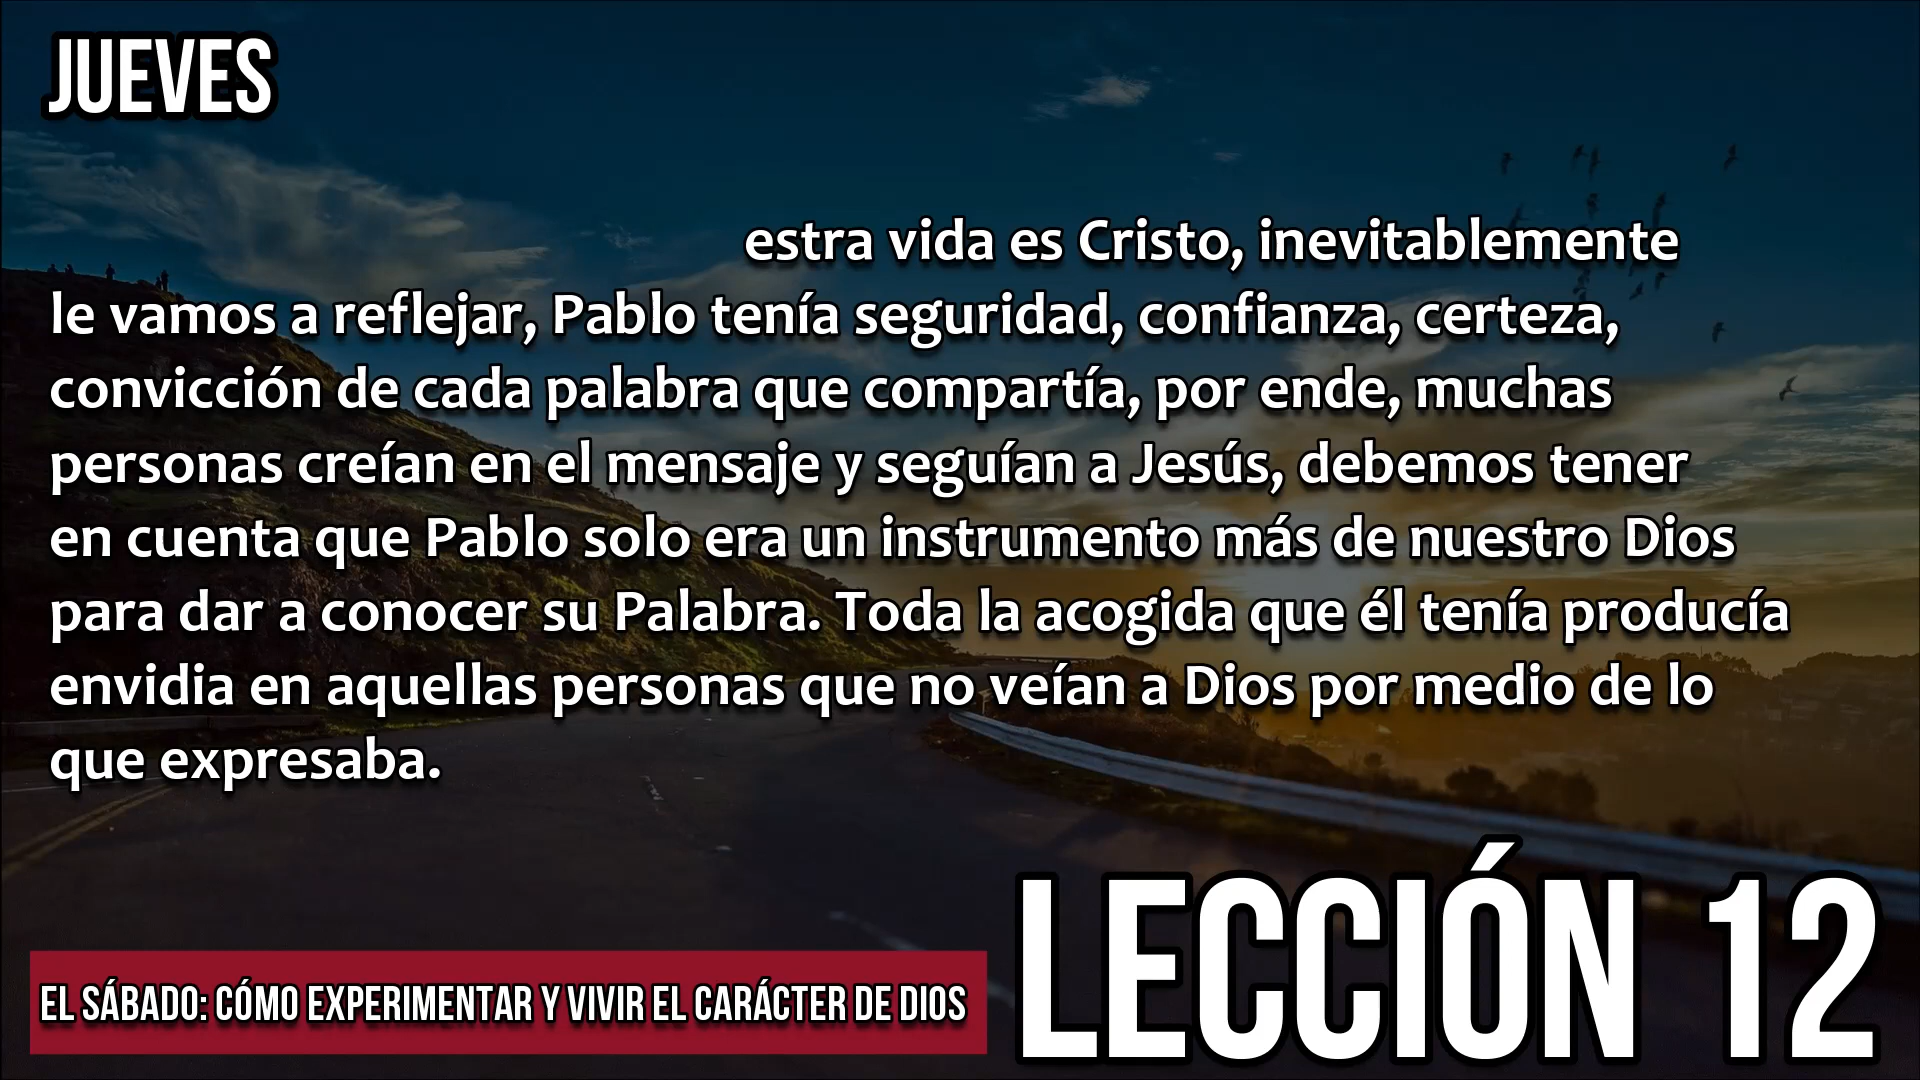 JUEVES
estra vida es Cristo, inevitablemente
le vamos a reflejar, Pablo tenía seguridad, confianza, certeza,
convicción de cada palabra que compartía, por ende, muchas
personas creían en el mensaje y seguían a Jesús, debemos tener
en cuenta que Pablo solo era un instrumento más de nuestro Dios
para dar a conocer su Palabra. Toda la acogida que él tenía producía
envidia en aquellas personas que no veían a Dios por medio de lo
que expresaba.
LECCIÓN 12
EL SÁBADO: CÓMO EXPERIMENTAR Y VIVIR EL CARÁCTER DE DIOS